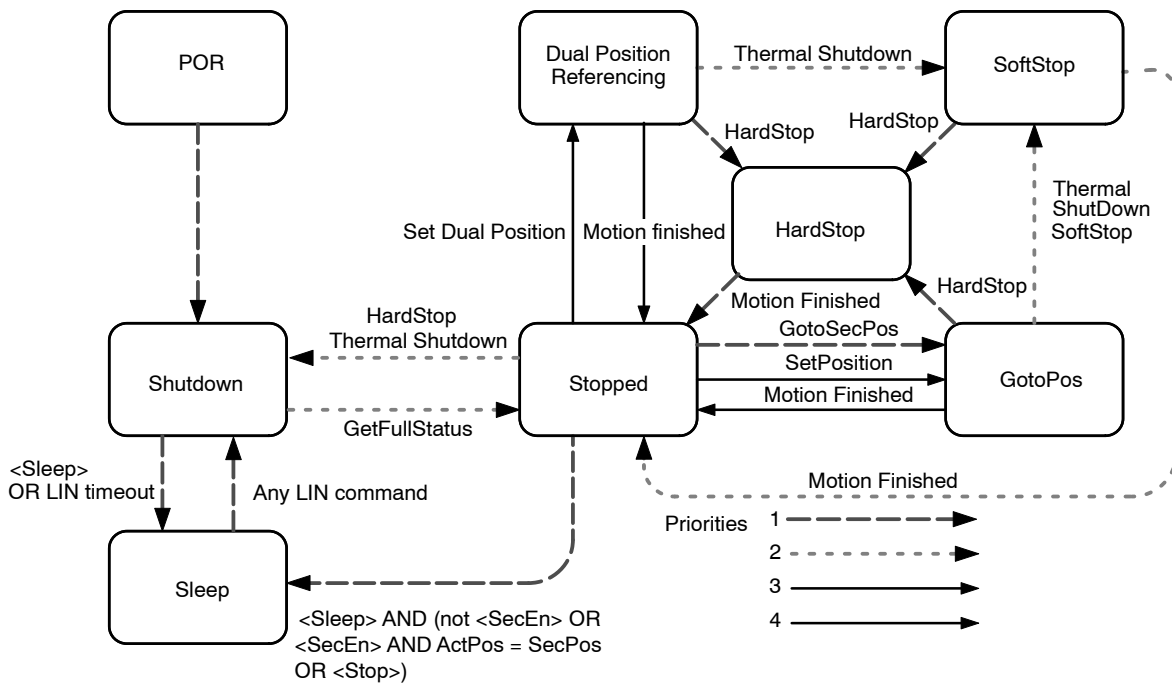 POR
Dual Position
Referencing
Thermal Shutdown
SoftStop
HardStop
HardStop
Thermal
ShutDown
SoftStop
HardStop
Set Dual Position
Motion finished
HardStop
Motion Finished
HardStop
Thermal Shutdown
GotoSecPos
SetPosition
Motion Finished
Shutdown
Stopped
GotoPos
GetFullStatus
<Sleep>
OR LIN timeout
Any LIN command
Motion Finished
Priorities
1
2
3
4
Sleep
<Sleep> AND (not <SecEn> OR
<SecEn> AND ActPos = SecPos
OR <Stop>)